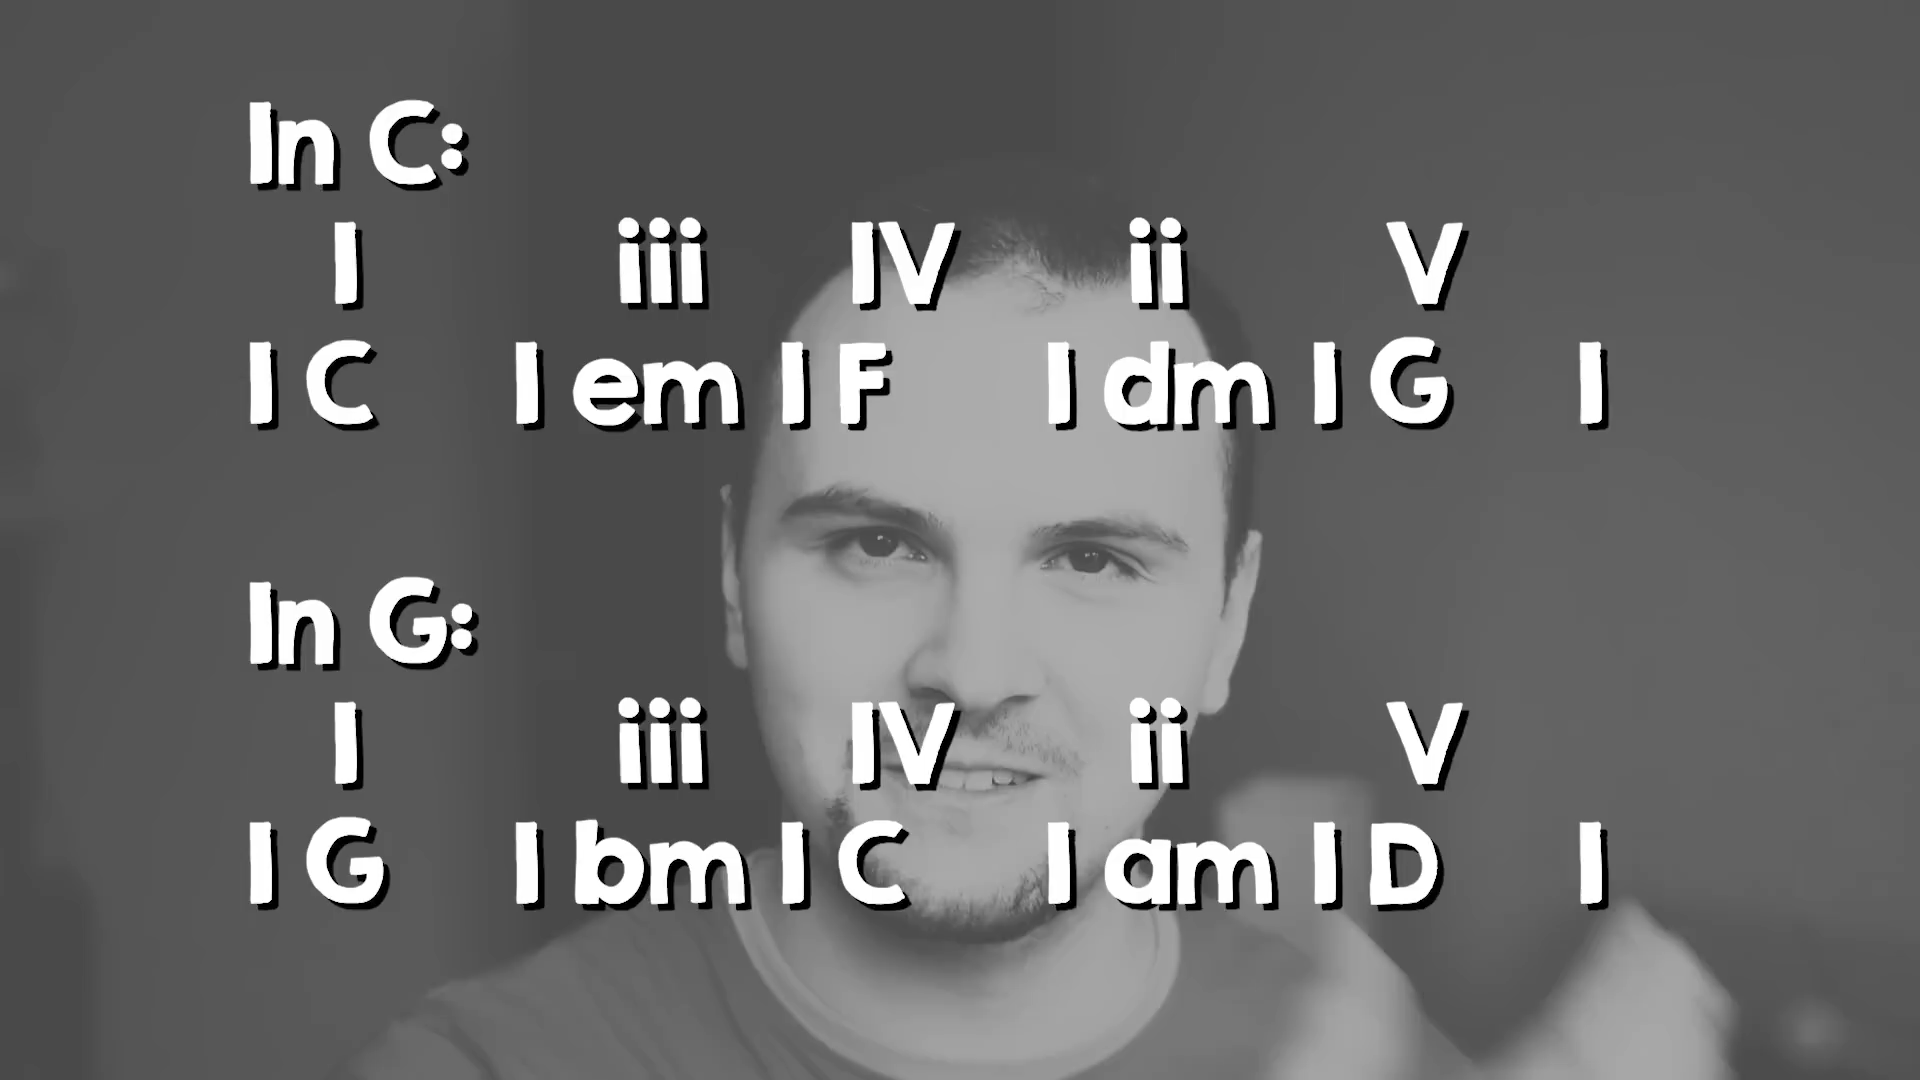 In C:
I iii IV ii V
| C | em | F | dm | G |
In G:
I iii IV ii V
| G | bm | C | am | D |